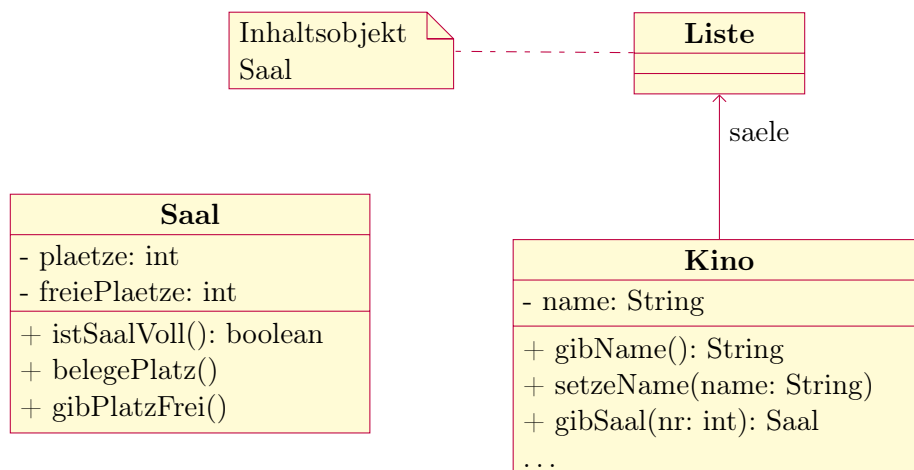 Inhaltsobjekt
Saal
Liste
saele
Saal
- plaetze: int
- freiePlaetze: int
+ istSaalVoll(): boolean
+ belegePlatz()
+ gibPlatzFrei()
Kino
- name: String
+ gibName(): String
+ setzeName(name: String)
+ gibSaal(nr: int): Saal
...